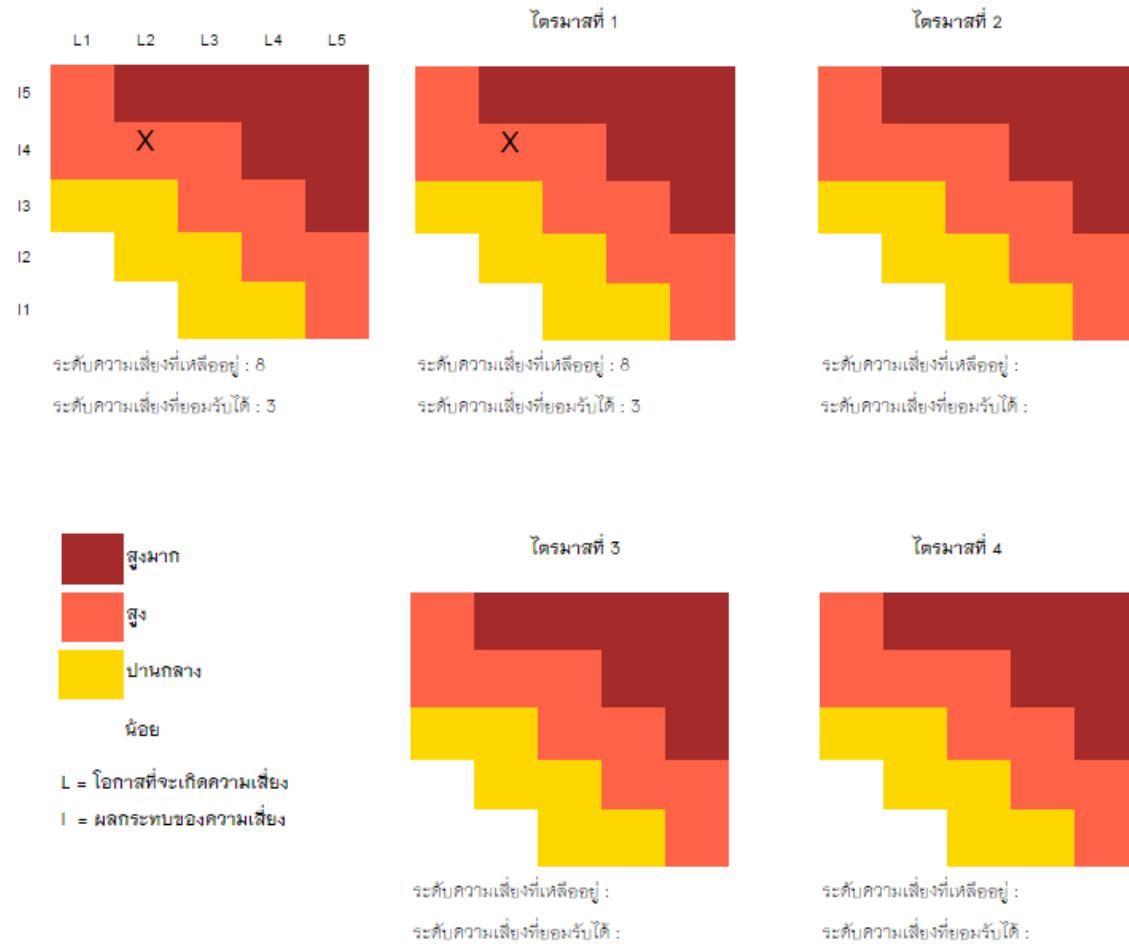 ไตรมาสที่ 1
ไตรมาสที่ 2
L1 L2 L3 L4 L5
I5
I4
X
X
I3
I2
I1
ระดับความเสี่ยงที่เหลืออยู่ : 8
ระดับความเสี่ยงที่เหลืออยู่ : 8
ระดับความเสี่ยงที่เหลืออยู่ :
ระดับความเสี่ยงที่ยอมรับได้ : 3
ระดับความเสี่ยงที่ยอมรับได้ : 3
ระดับความเสี่ยงที่ยอมรับได้ :
สูงมาก
สูง
ปานกลาง
น้อย
L = โอกาสที่จะเกิดความเสี่ยง
I = ผลกระทบของความเสี่ยง
ไตรมาสที่ 3
ไตรมาสที่ 4
ระดับความเสี่ยงที่เหลืออยู่ :
ระดับความเสี่ยงที่เหลืออยู่ :
ระดับความเสี่ยงที่ยอมรับได้ :
ระดับความเสี่ยงที่ยอมรับได้ :